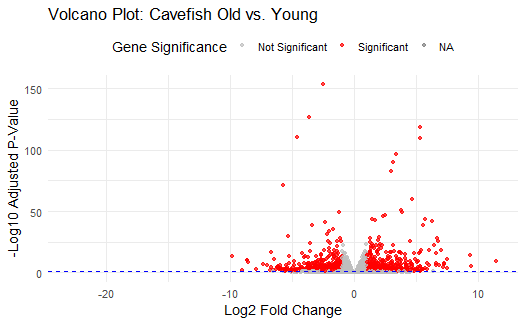 Volcano Plot: Cavefish Old vs. Young
Gene Significance Not Significant Significant NA
-Log10 Adjusted P-Value
150
100
50
0
-20 -10 0 10
Log2 Fold Change